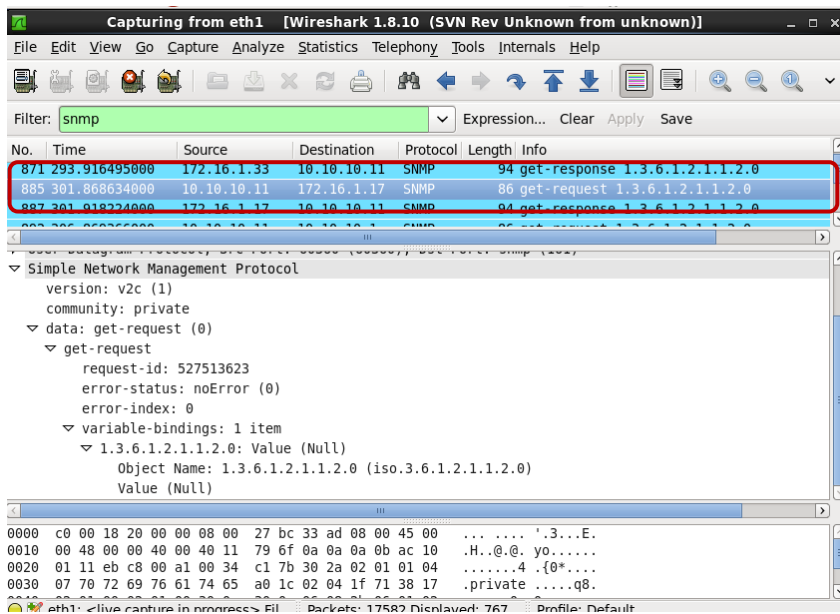 Capturing from eth1 [Wireshark 1.8.10 (SVN Rev Unknown from unknown)]
File Edit View Go Capture Analyze Statistics Telephony Tools Internals Help
Filter: snmp Expression... Clear Apply Save
No. Time Source Destination Protocol Length Info
871 293.916495000 172.16.1.33 10.10.10.11 SNMP 94 get-response 1.3.6.1.2.1.1.2.0
885 301.868634000 10.10.10.11 172.16.1.17 SNMP 86 get-request 1.3.6.1.2.1.1.2.0
887 301.918224000 172.16.1.17 10.10.10.11 SNMP 94 get-response 1.3.6.1.2.1.1.2.0
Simple Network Management Protocol
version: v2c (1)
community: private
data: get-request (0)
get-request
request-id: 527513623
error-status: noError (0)
error-index: 0
variable-bindings: 1 item
1.3.6.1.2.1.1.2.0: Value (Null)
Object Name: 1.3.6.1.2.1.1.2.0 (iso.3.6.1.2.1.1.2.0)
Value (Null)
0000 c0 00 18 20 00 00 08 00 27 bc 33 ad 08 00 45 00 ... .... '.3...E.
0010 00 48 00 00 40 00 40 11 79 6f 0a 0a 0a 0b ac 10 .H..@.@. yo......
0020 01 11 eb c8 00 a1 00 34 c1 7b 30 2a 02 01 01 04 .......4 .{0*....
0030 07 70 72 69 76 61 74 65 a0 1c 02 04 1f 71 38 17 .private .....q8.
eth1: <live capture in progress> Fil... Packets: 17582 Displayed: 767 Profile: Default